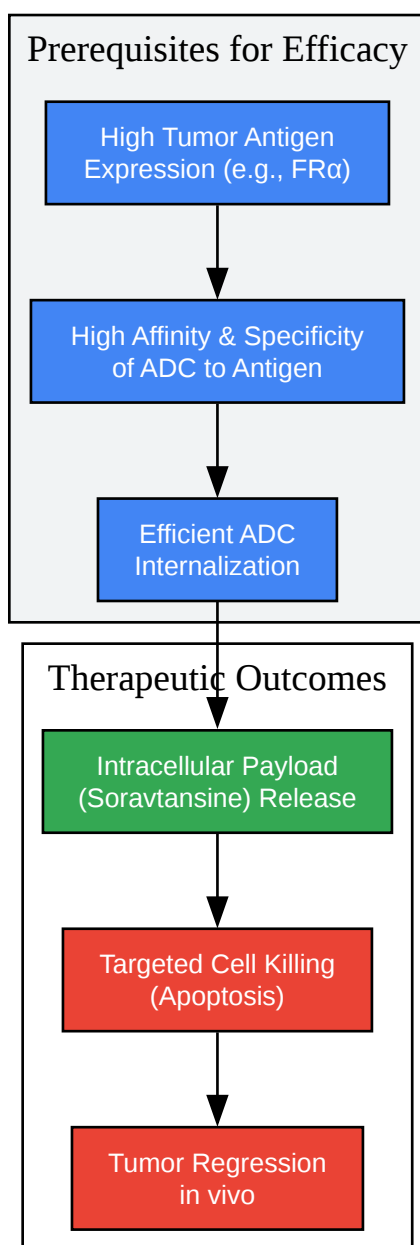 Prerequisites for Efficacy
High Tumor Antigen
Expression (e.g., FRα)
High Affinity & Specificity
of ADC to Antigen
Efficient ADC
Internalization
Therapeutic Outcomes
Intracellular Payload
(Soravtansine) Release
Targeted Cell Killing
(Apoptosis)
Tumor Regression
in vivo